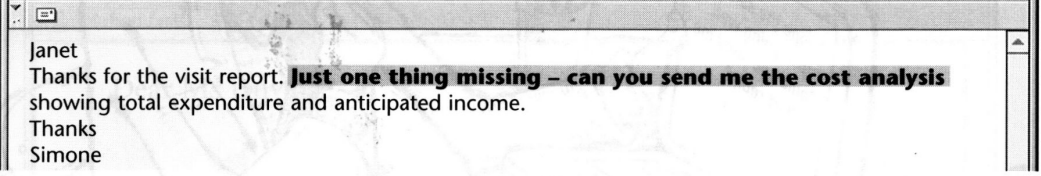 Janet
Thanks for the visit report. Just one thing missing – can you send me the cost analysis
showing total expenditure and anticipated income.
Thanks
Simone